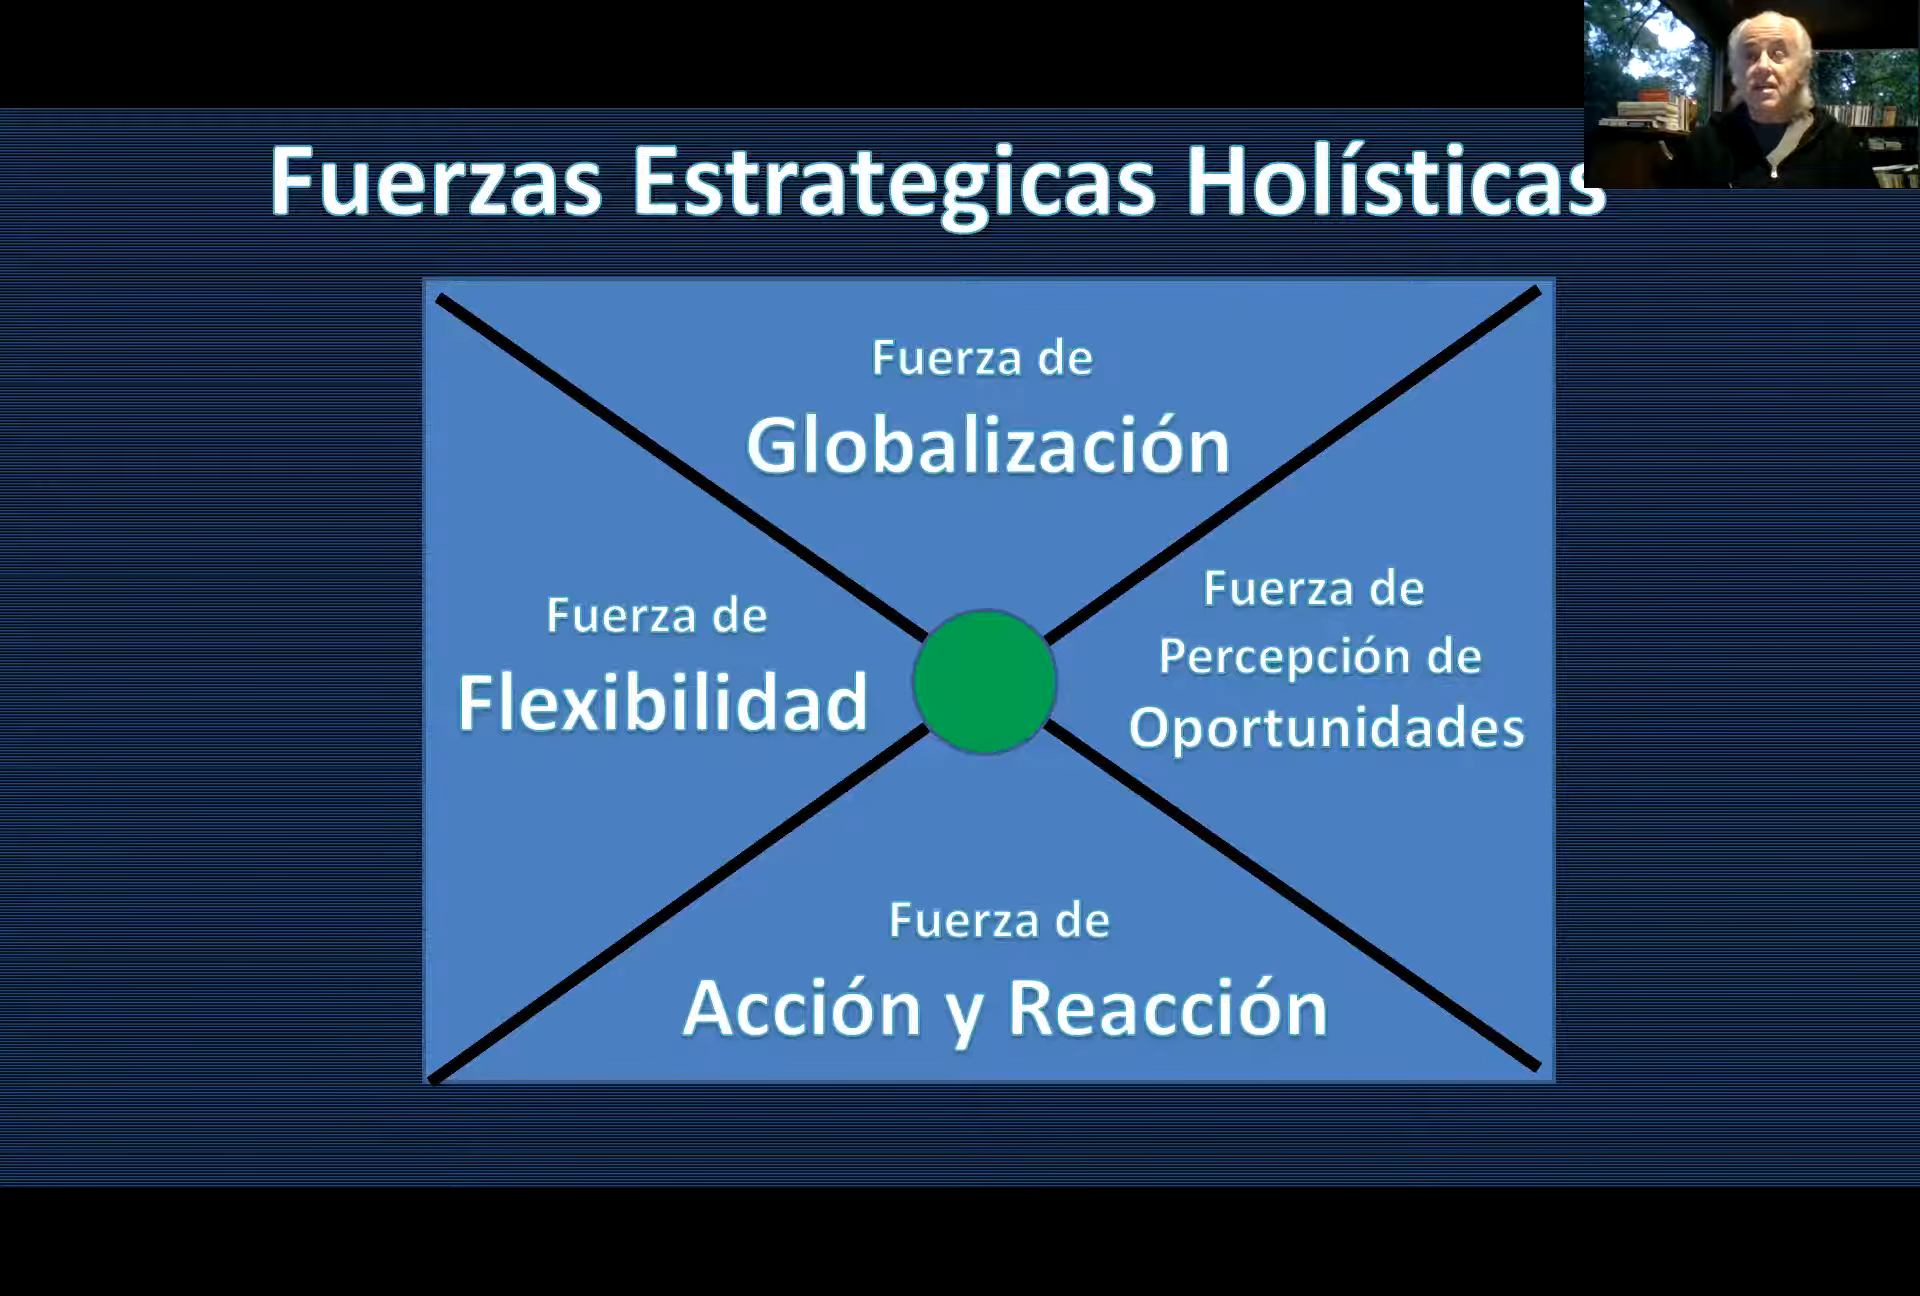 Fuerzas Estrategicas Holísticas
Fuerza de
Globalización
Fuerza de
Flexibilidad
Fuerza de
Percepción de
Oportunidades
Fuerza de
Acción y Reacción